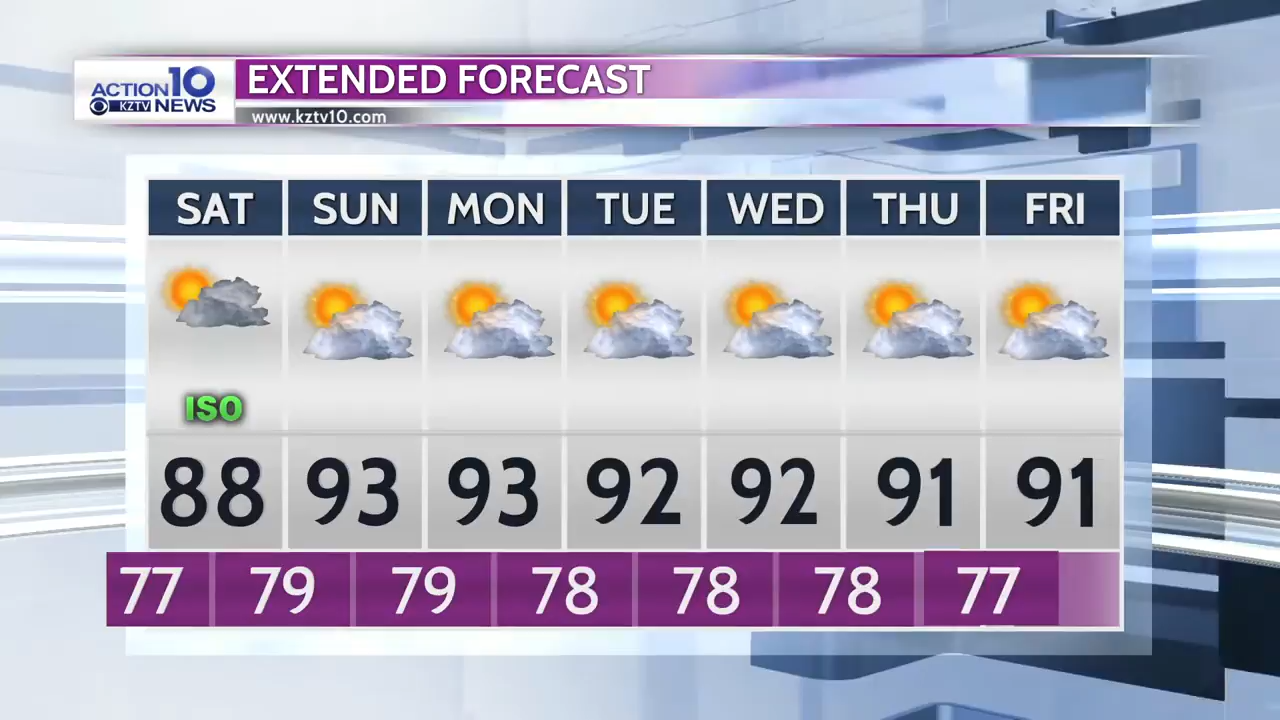 ACTION 10
KZTV NEWS
EXTENDED FORECAST
www.kztv10.com
SAT SUN MON TUE WED THU FRI
ISO
88 93 93 92 92 91 91
77 79 79 78 78 78 77